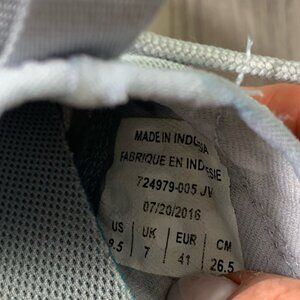 MADE IN INDONESIA
FABRIQUE EN INDONESIE
724979-005 JV
07/20/2016
US UK EUR CM
8.5 7 41 26.5